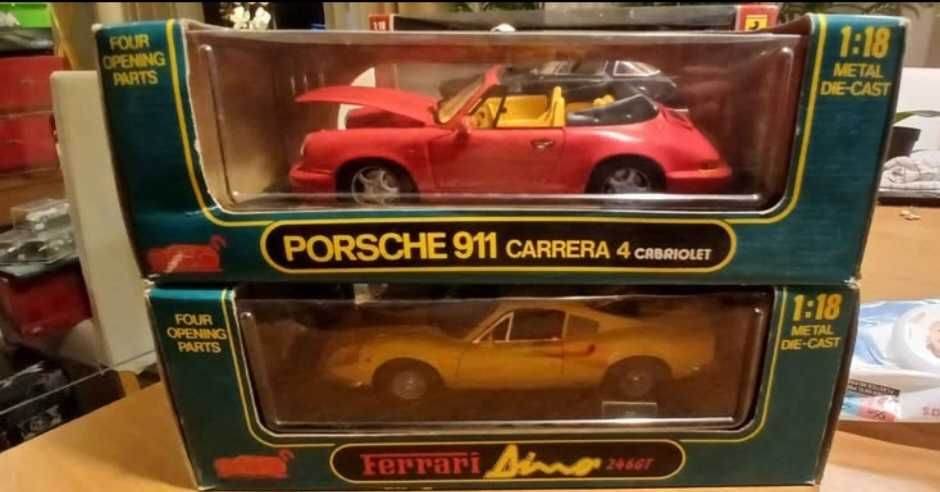 FOUR
OPENING
PARTS
1:18
METAL
DIE-CAST
PORSCHE 911 CARRERA 4 CABRIOLET
FOUR
OPENING
PARTS
1:18
METAL
DIE-CAST
Ferrari Dino 246GT